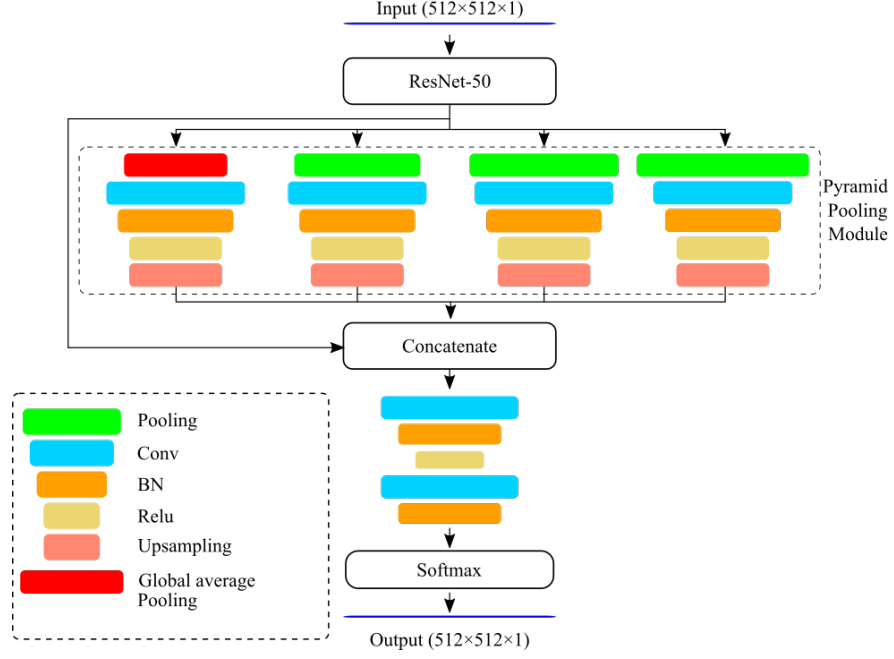 Input (512×512×1)
ResNet-50
Pyramid
Pooling
Module
Concatenate
Pooling
Conv
BN
Relu
Upsampling
Global average
Pooling
Softmax
Output (512×512×1)